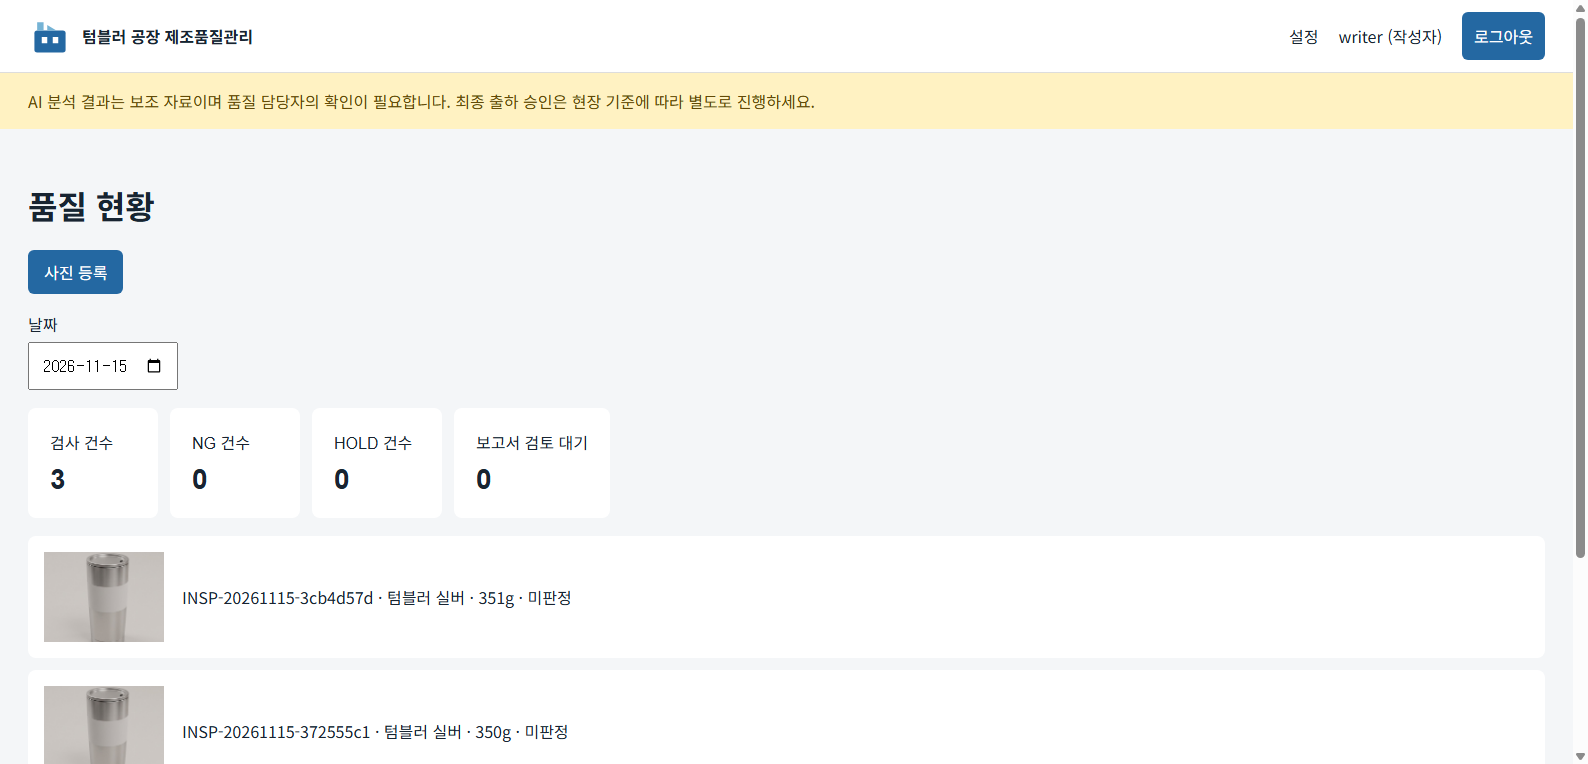 텀블러 공장 제조품질관리
설정
writer (작성자)
로그아웃
AI 분석 결과는 보조 자료이며 품질 담당자의 확인이 필요합니다. 최종 출하 승인은 현장 기준에 따라 별도로 진행하세요.
품질 현황
사진 등록
날짜
2026-11-15
검사 건수
3
NG 건수
0
HOLD 건수
0
보고서 검토 대기
0
INSP-20261115-3cb4d57d · 텀블러 실버 · 351g · 미판정
INSP-20261115-372555c1 · 텀블러 실버 · 350g · 미판정